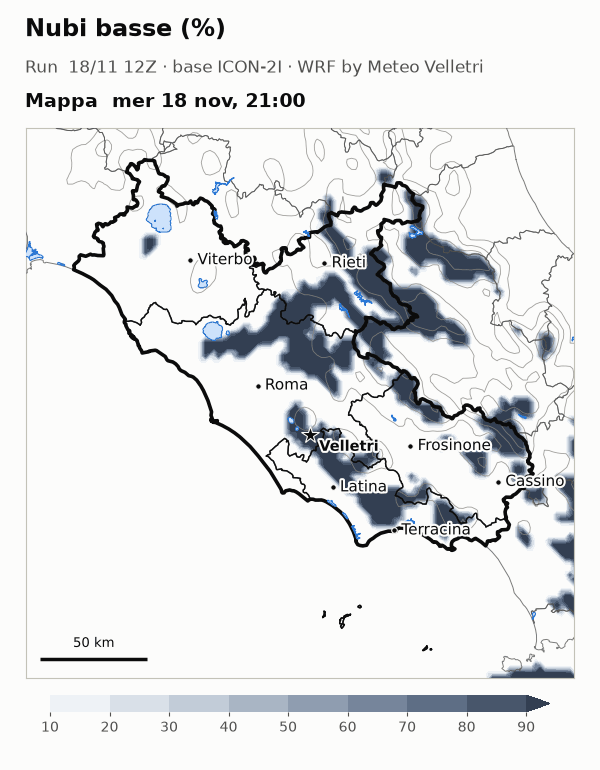 Nubi basse (%)
Run  18/11 12Z · base ICON-2I · WRF by Meteo Velletri
Mappa  mer 18 nov, 21:00
Viterbo
Rieti
Roma
Velletri
Frosinone
Latina
Cassino
Terracina
50 km
10 20 30 40 50 60 70 80 90